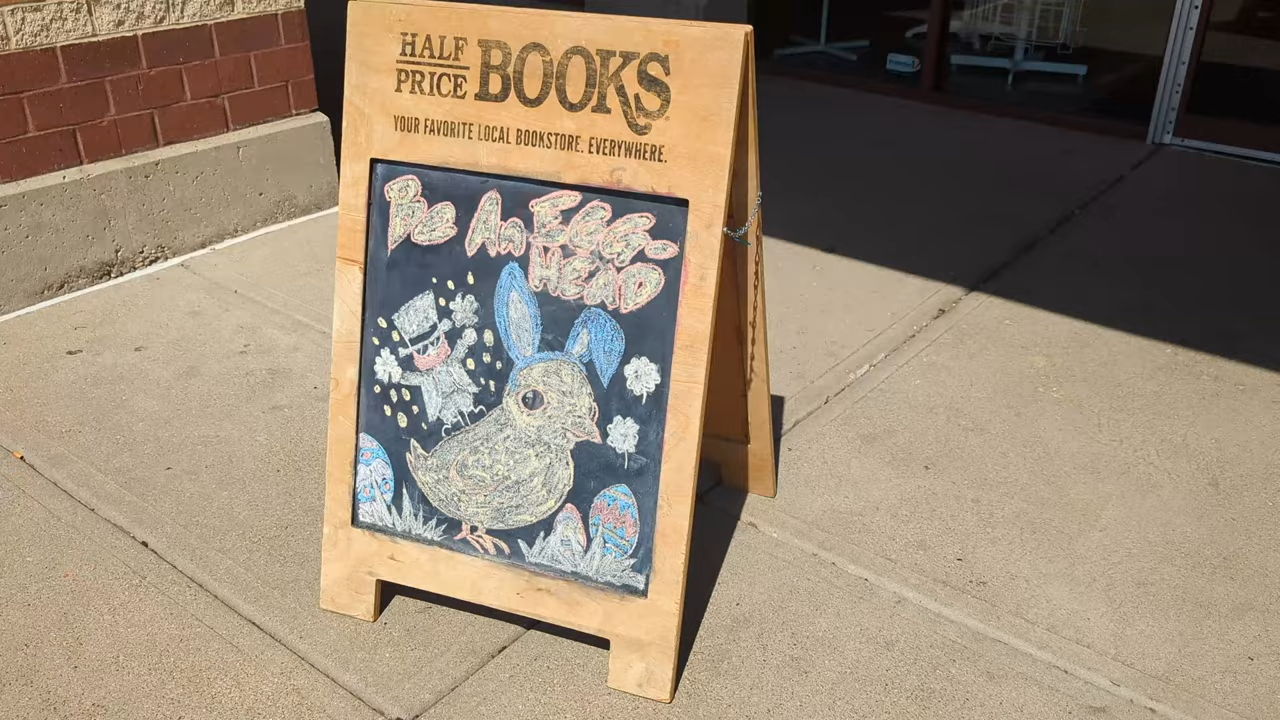 HALF PRICE BOOKS
YOUR FAVORITE LOCAL BOOKSTORE. EVERYWHERE.
Be An EGG-
HEAD